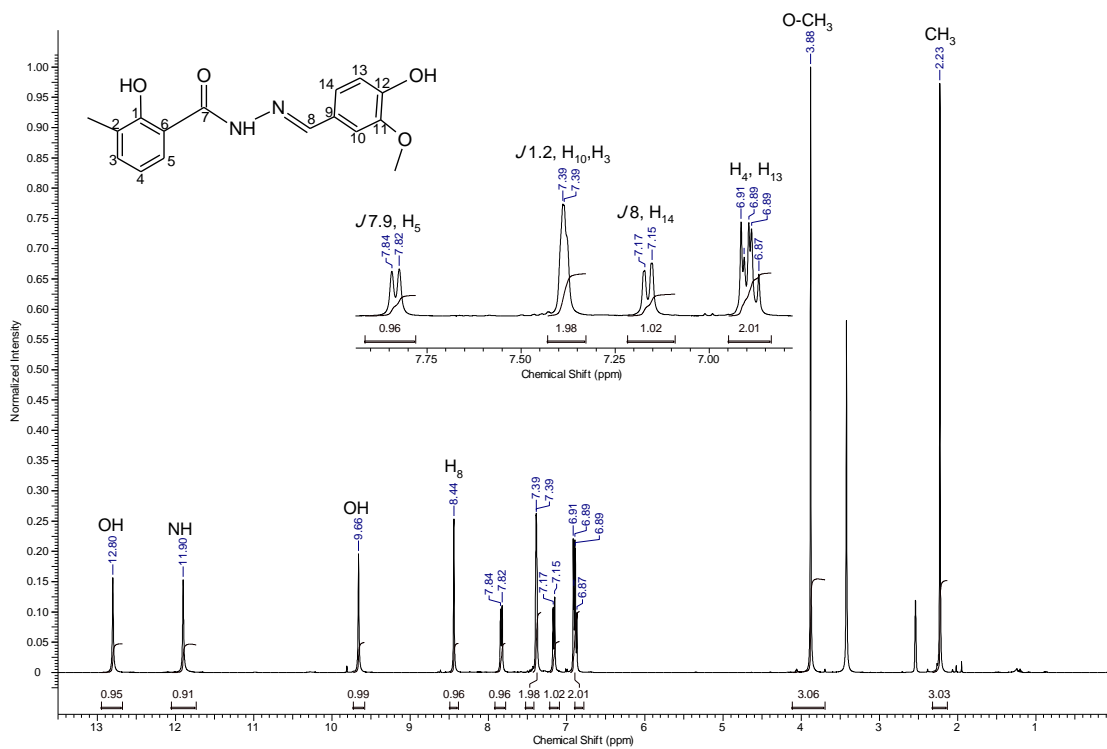 O-CH₃
CH₃
3.88
2.23
Normalized Intensity
1.00
0.95
0.90
0.85
0.80
0.75
0.70
0.65
0.60
0.55
0.50
0.45
0.40
0.35
0.30
0.25
0.20
0.15
0.10
0.05
0
OH
O
OH
NH
N
O
1
2
3
4
5
6
7
8
9
10
11
12
13
14
J 7.9, H₅
7.84
7.82
J 1.2, H₁₀,H₃
7.39
7.39
J 8, H₁₄
7.17
7.15
H₄, H₁₃
6.91
6.89
6.89
6.87
0.96
1.98
1.02
2.01
7.75 7.50 7.25 7.00
Chemical Shift (ppm)
OH
12.80
NH
11.90
OH
9.66
H₈
8.44
7.84
7.82
7.39
7.39
7.17
7.15
6.91
6.89
6.89
6.87
0.95 0.91 0.99 0.96 0.96 1.98 1.02 2.01 3.06 3.03
13 12 11 10 9 8 7 6 5 4 3 2 1
Chemical Shift (ppm)